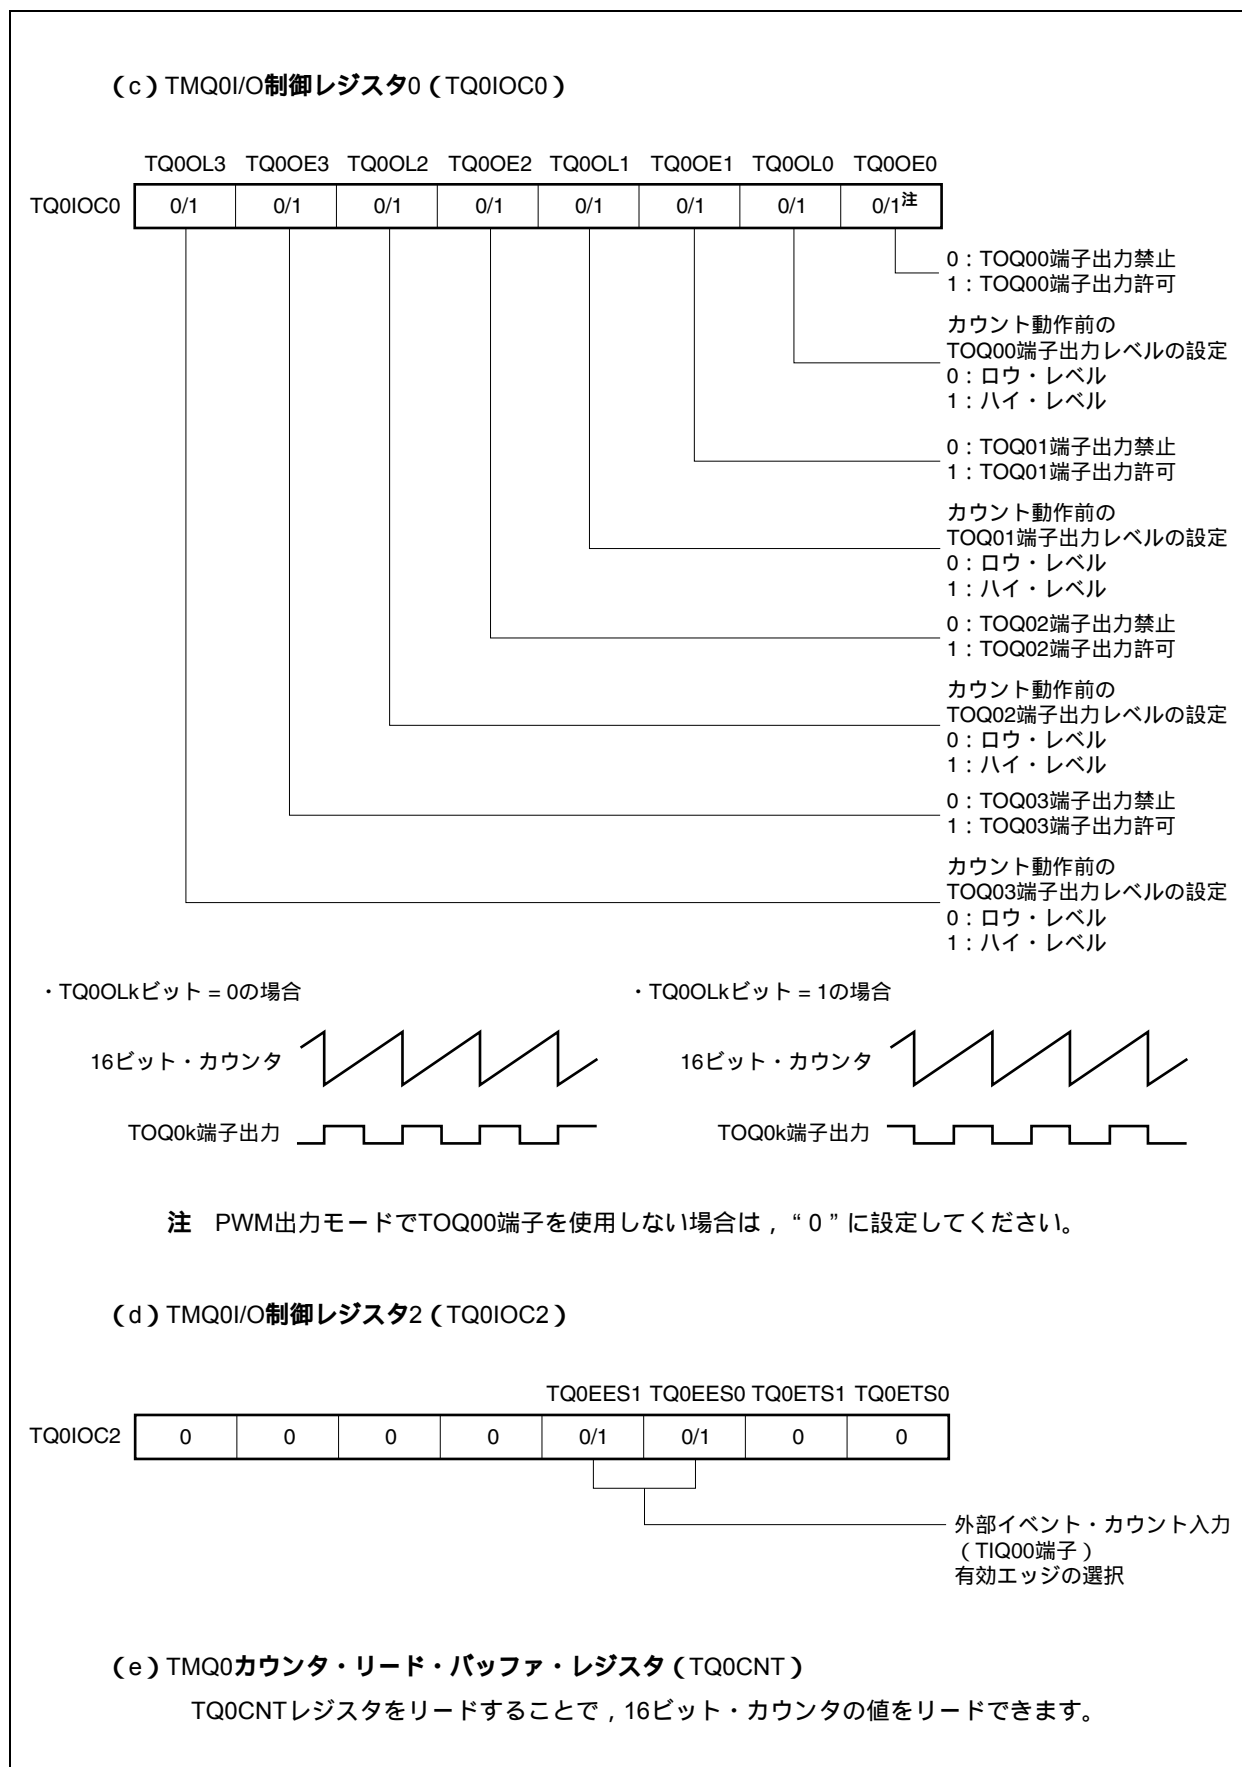 (c)TMQ0I/O制御レジスタ0(TQ0IOC0)
TQ0OL3 TQ0OE3 TQ0OL2 TQ0OE2 TQ0OL1 TQ0OE1 TQ0OL0 TQ0OE0
TQ0IOC0 0/1 0/1 0/1 0/1 0/1 0/1 0/1 0/1注
0:TOQ00端子出力禁止
1:TOQ00端子出力許可
カウント動作前の
TOQ00端子出力レベルの設定
0:ロウ・レベル
1:ハイ・レベル
0:TOQ01端子出力禁止
1:TOQ01端子出力許可
カウント動作前の
TOQ01端子出力レベルの設定
0:ロウ・レベル
1:ハイ・レベル
0:TOQ02端子出力禁止
1:TOQ02端子出力許可
カウント動作前の
TOQ02端子出力レベルの設定
0:ロウ・レベル
1:ハイ・レベル
0:TOQ03端子出力禁止
1:TOQ03端子出力許可
カウント動作前の
TOQ03端子出力レベルの設定
0:ロウ・レベル
1:ハイ・レベル
・TQ0OLkビット = 0の場合
16ビット・カウンタ
TOQ0k端子出力
・TQ0OLkビット = 1の場合
16ビット・カウンタ
TOQ0k端子出力
注 PWM出力モードでTOQ00端子を使用しない場合は,“0”に設定してください。
(d)TMQ0I/O制御レジスタ2(TQ0IOC2)
TQ0EES1 TQ0EES0 TQ0ETS1 TQ0ETS0
TQ0IOC2 0 0 0 0 0/1 0/1 0 0
外部イベント・カウント入力
(TIQ00端子)
有効エッジの選択
(e)TMQ0カウンタ・リード・バッファ・レジスタ(TQ0CNT)
TQ0CNTレジスタをリードすることで,16ビット・カウンタの値をリードできます。